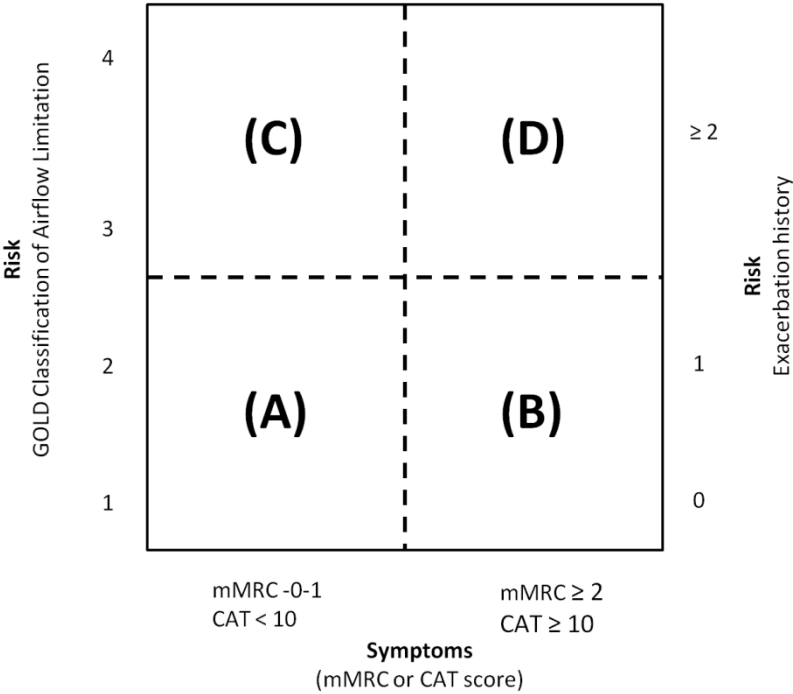 Risk
GOLD Classification of Airflow Limitation
4
3
2
1
(C)
(D)
(A)
(B)
≥ 2
1
0
Risk
Exacerbation history
mMRC -0-1
CAT < 10
mMRC ≥ 2
CAT ≥ 10
Symptoms
(mMRC or CAT score)